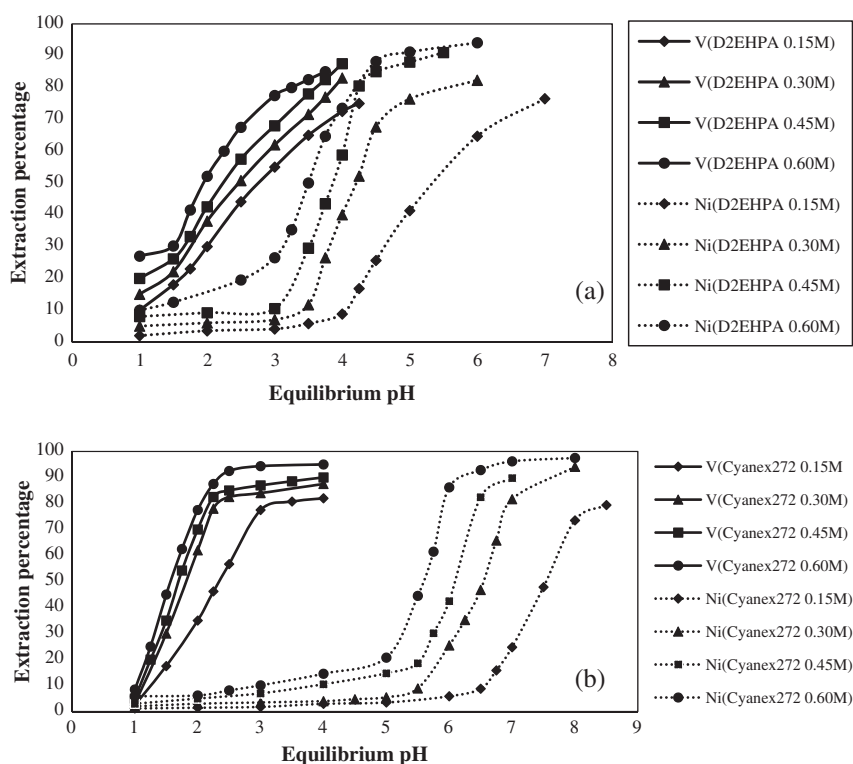 Extraction percentage
100
90
80
70
60
50
40
30
20
10
0
0 1 2 3 4 5 6 7 8
Equilibrium pH
(a)
V(D2EHPA 0.15M)
V(D2EHPA 0.30M)
V(D2EHPA 0.45M)
V(D2EHPA 0.60M)
Ni(D2EHPA 0.15M)
Ni(D2EHPA 0.30M)
Ni(D2EHPA 0.45M)
Ni(D2EHPA 0.60M)
Extraction percentage
100
90
80
70
60
50
40
30
20
10
0
0 1 2 3 4 5 6 7 8 9
Equilibrium pH
(b)
V(Cyanex272 0.15M
V(Cyanex272 0.30M)
V(Cyanex272 0.45M)
V(Cyanex272 0.60M)
Ni(Cyanex272 0.15M)
Ni(Cyanex272 0.30M)
Ni(Cyanex272 0.45M)
Ni(Cyanex272 0.60M)